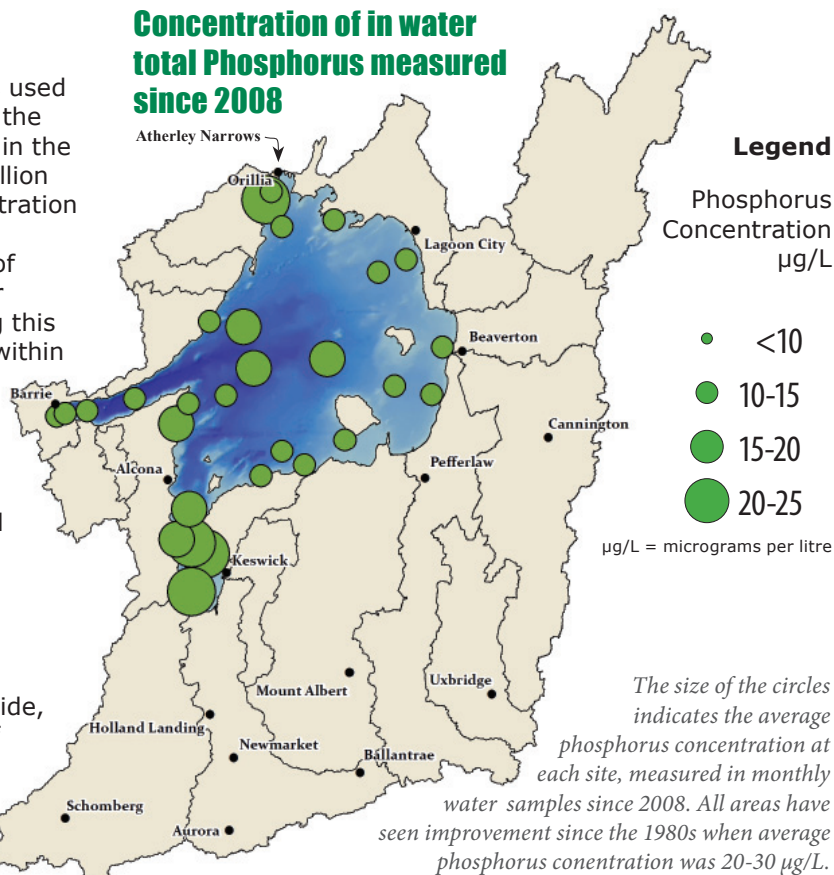 Concentration of in water
total Phosphorus measured
since 2008
used
the
in the
llion
tration
of
r
g this
within
ide,
Atherley Narrows
Orillia
Lagoon City
Beaverton
Barrie
Cannington
Alcona
Pefferlaw
Keswick
Mount Albert
Uxbridge
Holland Landing
Newmarket
Ballantrae
Schomberg
Aurora
Legend
Phosphorus
Concentration
µg/L
<10
10-15
15-20
20-25
µg/L = micrograms per litre
The size of the circles
indicates the average
phosphorus concentration at
each site, measured in monthly
water samples since 2008. All areas have
seen improvement since the 1980s when average
phosphorus conentration was 20-30 µg/L.